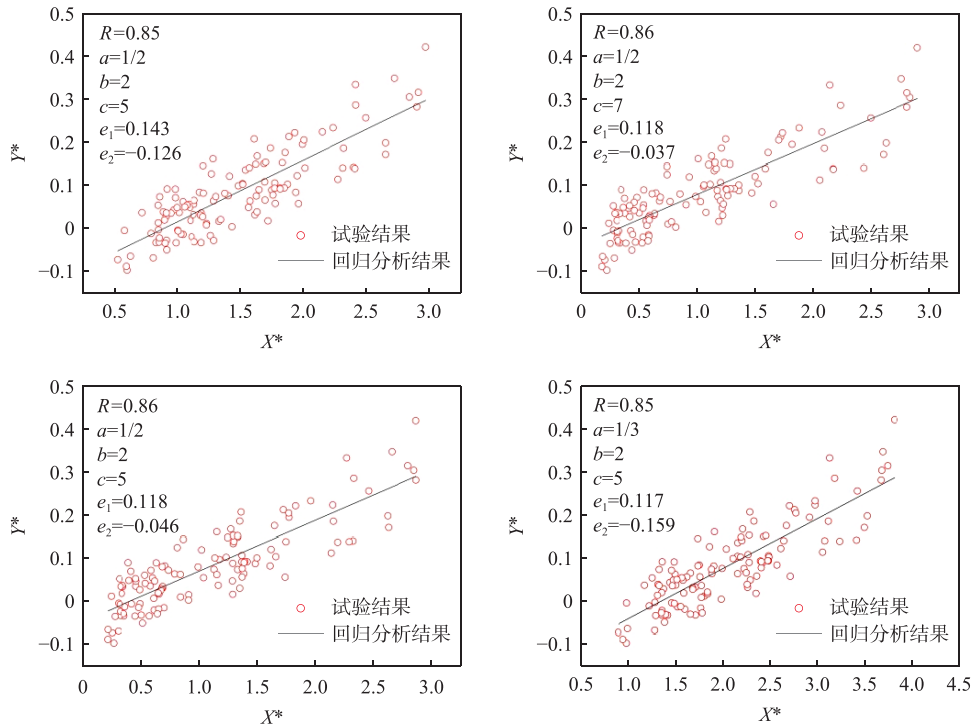 0.5
0.4
0.3
0.2
0.1
0
−0.1
Y*
R=0.85
a=1/2
b=2
c=5
e₁=0.143
e₂=−0.126
试验结果
回归分析结果
0.5 1.0 1.5 2.0 2.5 3.0
X*
0.5
0.4
0.3
0.2
0.1
0
−0.1
Y*
R=0.86
a=1/2
b=2
c=7
e₁=0.118
e₂=−0.037
试验结果
回归分析结果
0 0.5 1.0 1.5 2.0 2.5 3.0
X*
0.5
0.4
0.3
0.2
0.1
0
−0.1
Y*
R=0.86
a=1/2
b=2
c=5
e₁=0.118
e₂=−0.046
试验结果
回归分析结果
0 0.5 1.0 1.5 2.0 2.5 3.0
X*
0.5
0.4
0.3
0.2
0.1
0
−0.1
Y*
R=0.85
a=1/3
b=2
c=5
e₁=0.117
e₂=−0.159
试验结果
回归分析结果
0.5 1.0 1.5 2.0 2.5 3.0 3.5 4.0 4.5
X*